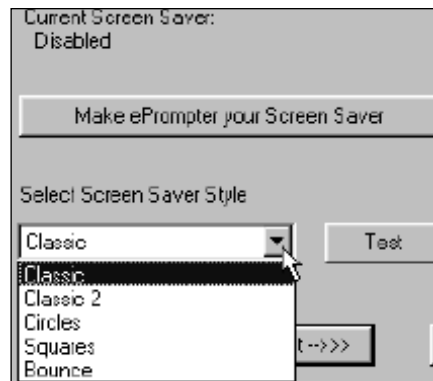 Current Screen Saver:
Disabled
Make ePrompter your Screen Saver
Select Screen Saver Style
Classic
Test
Classic
Classic 2
Circles
Squares
t -->>>
Bounce